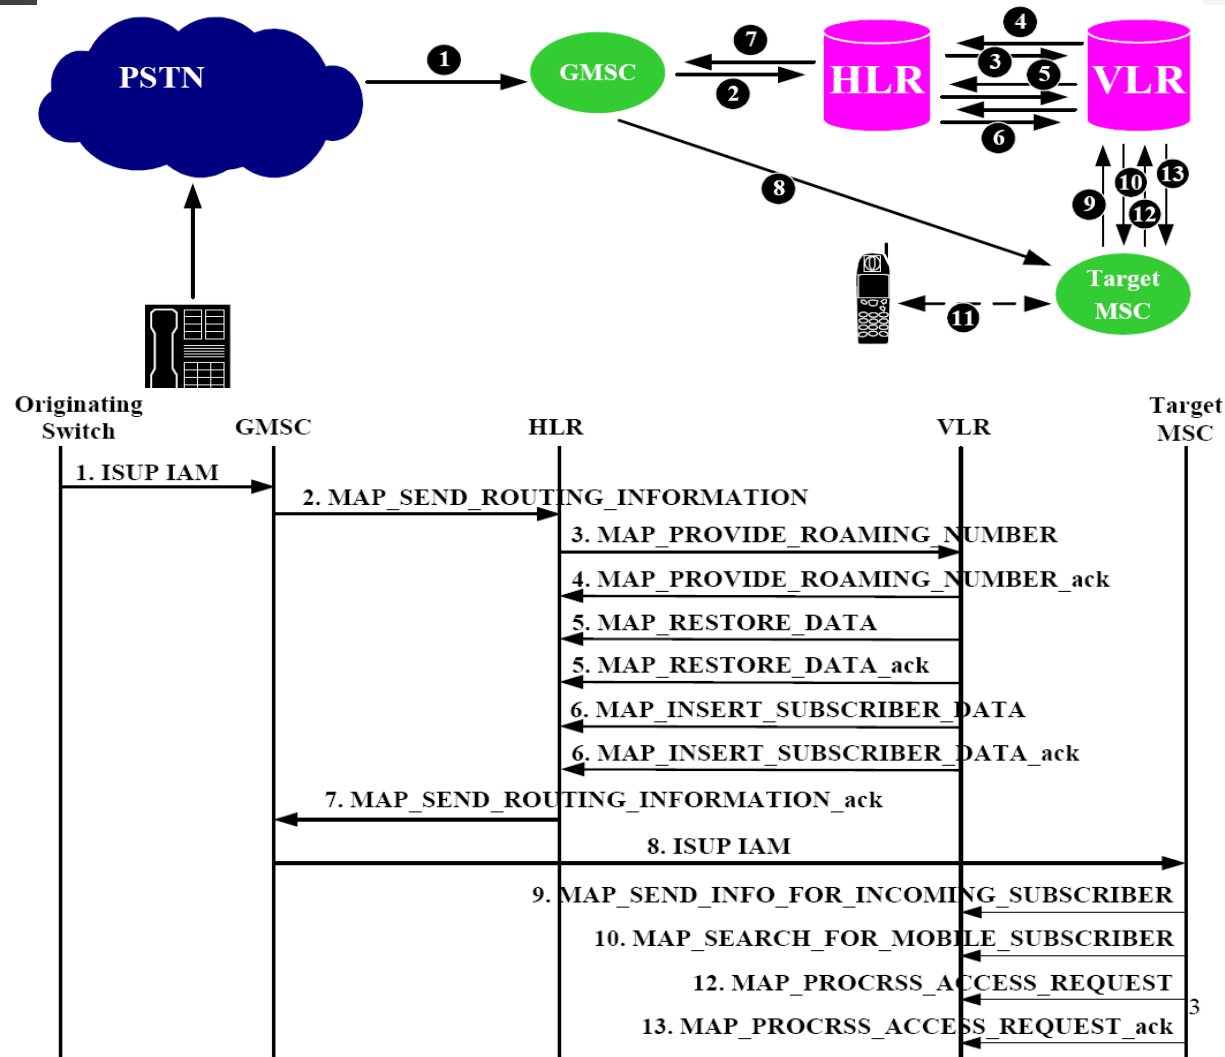 PSTN
1
GMSC
7
2
HLR
4
3
5
6
VLR
8
9
10
12
13
11
Target
MSC
Originating
Switch
GMSC
HLR
VLR
Target
MSC
1. ISUP IAM
2. MAP_SEND_ROUTING_INFORMATION
3. MAP_PROVIDE_ROAMING_NUMBER
4. MAP_PROVIDE_ROAMING_NUMBER_ack
5. MAP_RESTORE_DATA
5. MAP_RESTORE_DATA_ack
6. MAP_INSERT_SUBSCRIBER_DATA
6. MAP_INSERT_SUBSCRIBER_DATA_ack
7. MAP_SEND_ROUTING_INFORMATION_ack
8. ISUP IAM
9. MAP_SEND_INFO_FOR_INCOMING_SUBSCRIBER
10. MAP_SEARCH_FOR_MOBILE_SUBSCRIBER
12. MAP_PROCRSS_ACCESS_REQUEST
3
13. MAP_PROCRSS_ACCESS_REQUEST_ack